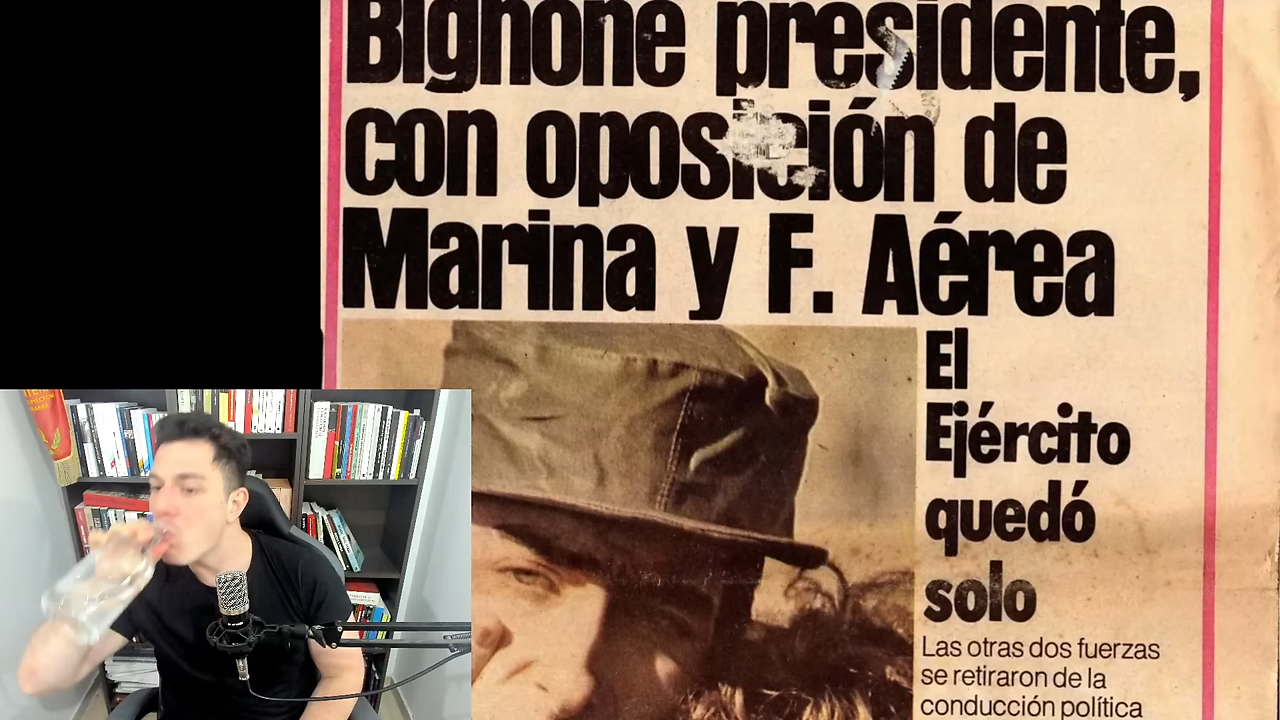 Bignone presidente,
con oposición de
Marina y F. Aérea
El
Ejército
quedó
solo
Las otras dos fuerzas
se retiraron de la
conducción política